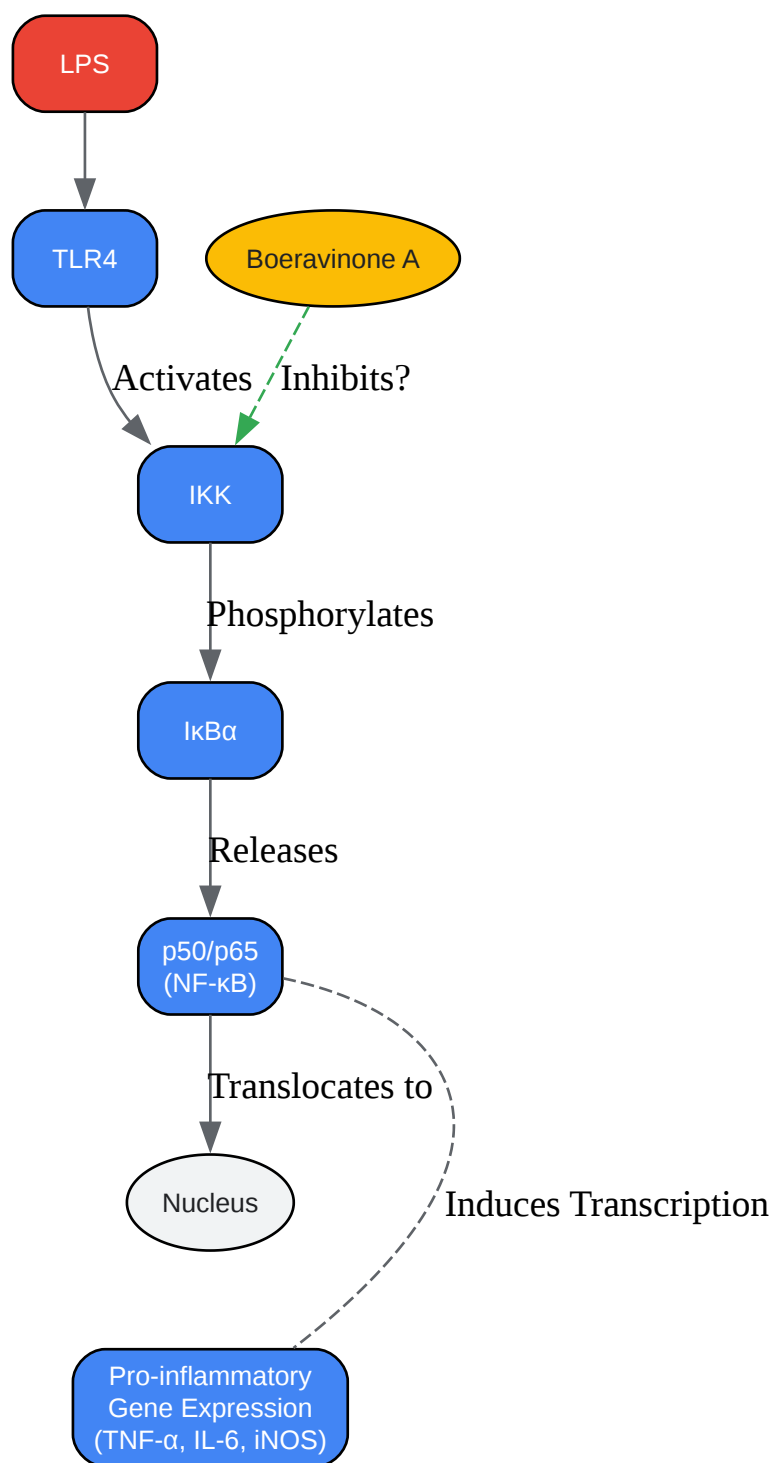 LPS
TLR4
Boeravinone A
Activates
Inhibits?
IKK
Phosphorylates
IκBα
Releases
p50/p65
(NF-κB)
Translocates to
Nucleus
Induces Transcription
Pro-inflammatory
Gene Expression
(TNF-α, IL-6, iNOS)